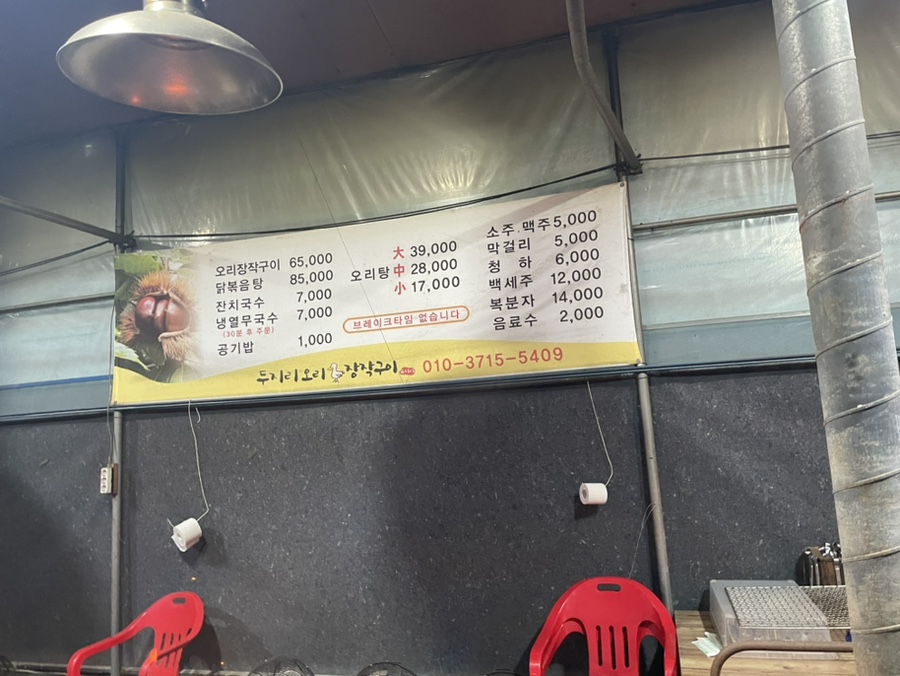 오리장작구이 65,000
닭볶음탕 85,000
잔치국수 7,000
냉열무국수 7,000
(30분 후 주문)
공기밥 1,000
大 39,000
오리탕 中 28,000
小 17,000
브레이크타임 없습니다
소주.맥주 5,000
막걸리 5,000
청하 6,000
백세주 12,000
복분자 14,000
음료수 2,000
두지리오리 장작구이 010-3715-5409